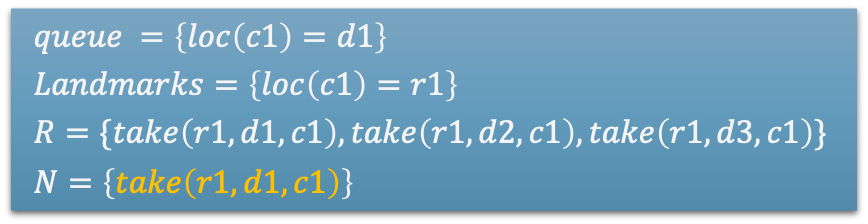 queue = {loc(c1) = d1}
Landmarks = {loc(c1) = r1}
R = {take(r1, d1, c1), take(r1, d2, c1), take(r1, d3, c1)}
N = {take(r1, d1, c1)}